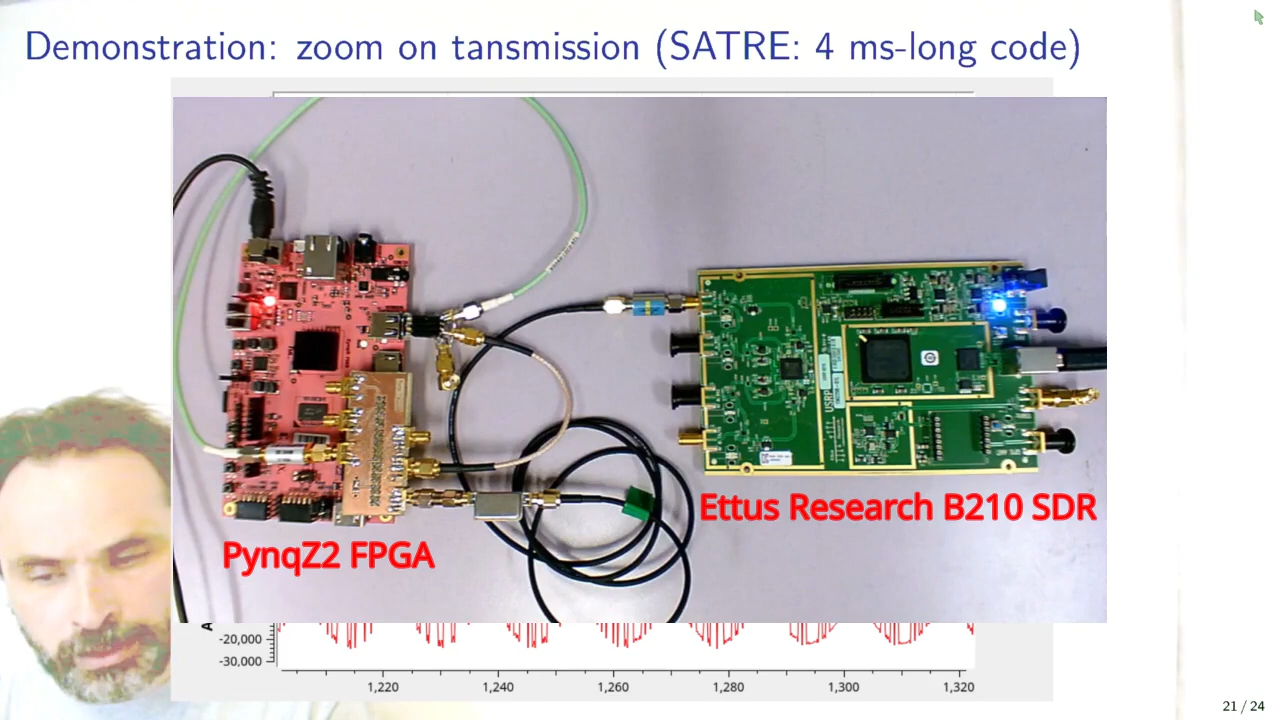 Demonstration: zoom on tansmission (SATRE: 4 ms-long code)
Ettus Research B210 SDR
PynqZ2 FPGA
-20,000
-30,000
1,220 1,240 1,260 1,280 1,300 1,320
21 / 24